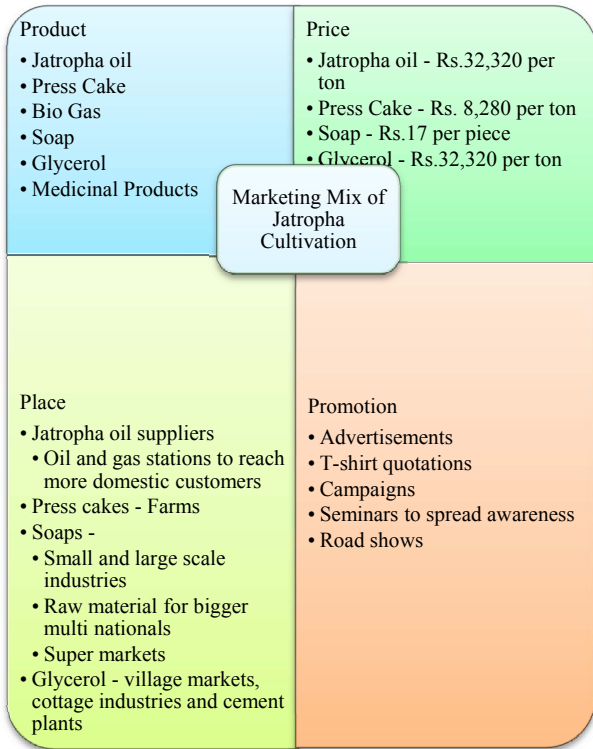 Product
• Jatropha oil
• Press Cake
• Bio Gas
• Soap
• Glycerol
• Medicinal Products
Price
• Jatropha oil - Rs.32,320 per
ton
• Press Cake - Rs. 8,280 per ton
• Soap - Rs.17 per piece
• Glycerol - Rs.32,320 per ton
Marketing Mix of
Jatropha
Cultivation
Place
• Jatropha oil suppliers
• Oil and gas stations to reach
more domestic customers
• Press cakes - Farms
• Soaps -
• Small and large scale
industries
• Raw material for bigger
multi nationals
• Super markets
• Glycerol - village markets,
cottage industries and cement
plants
Promotion
• Advertisements
• T-shirt quotations
• Campaigns
• Seminars to spread awareness
• Road shows